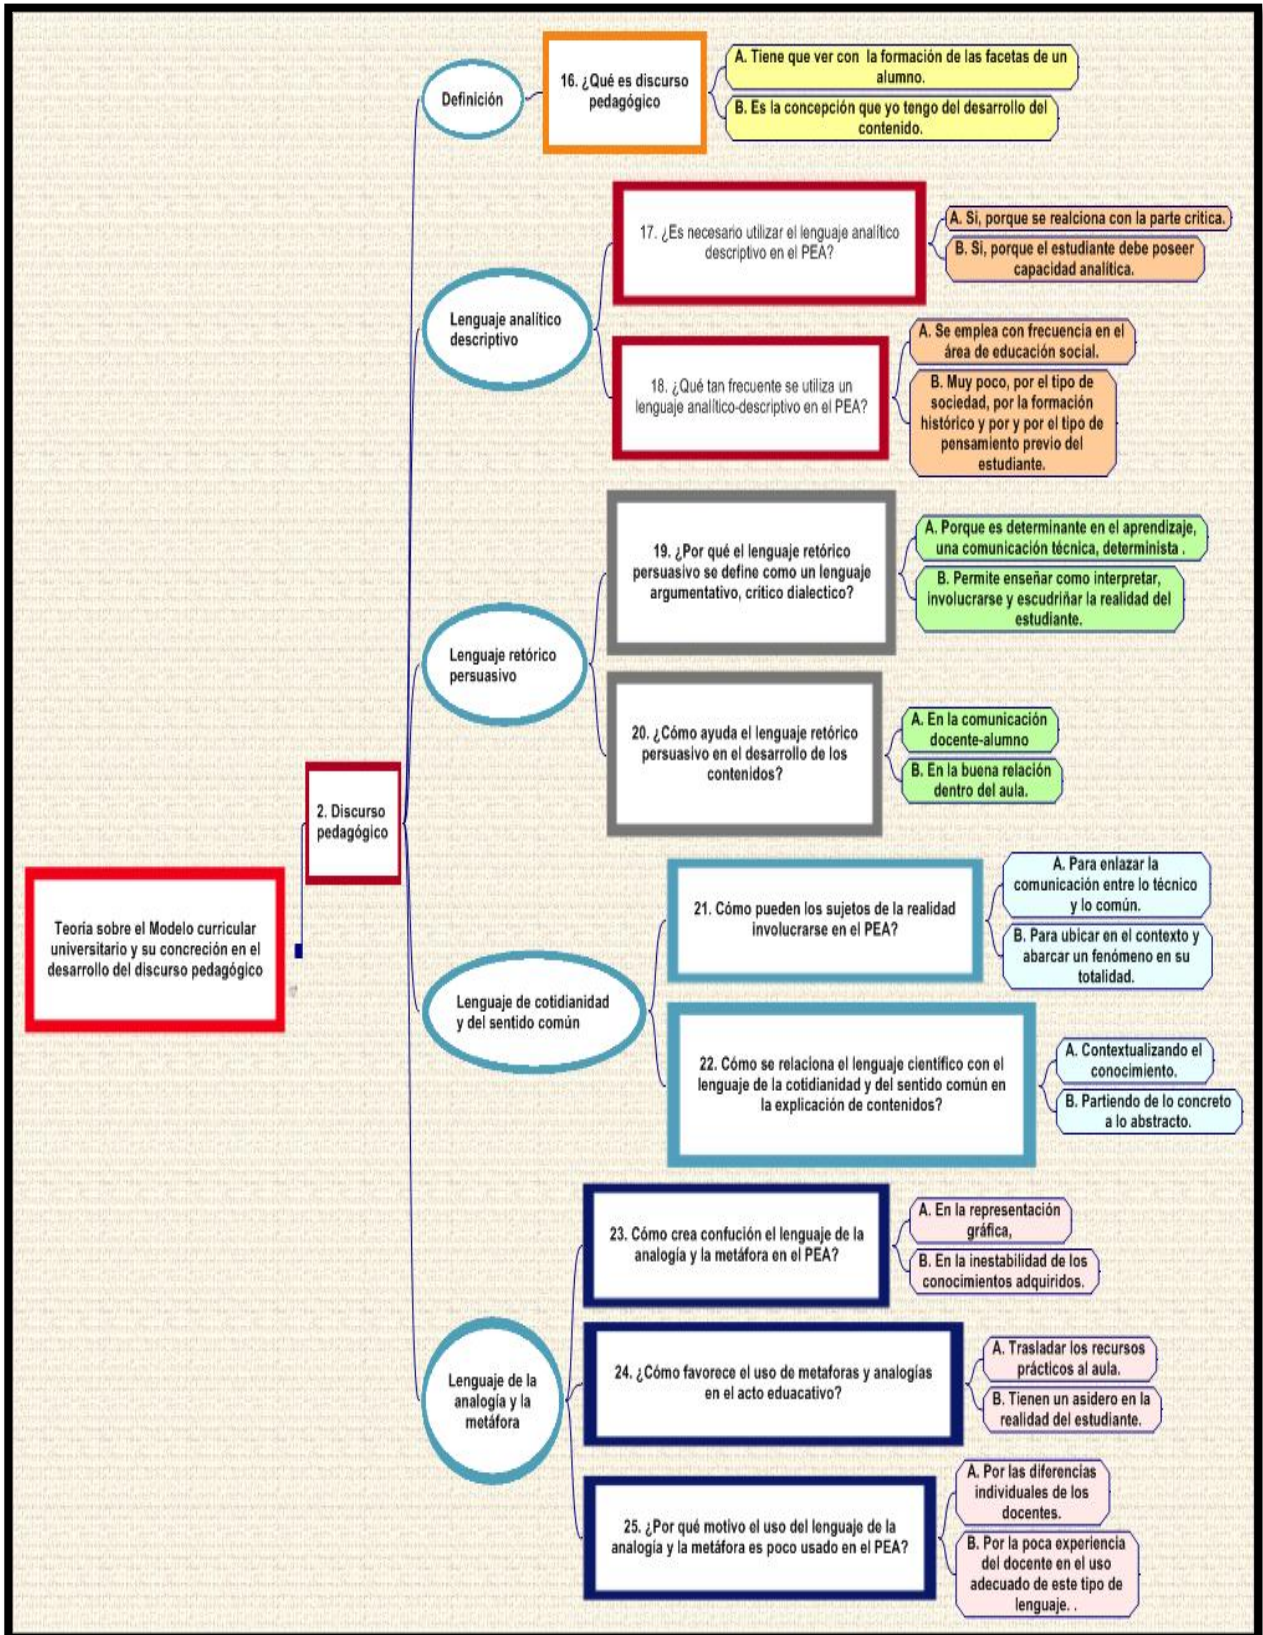 Teoría sobre el Modelo curricular
universitario y su concreción en el
desarrollo del discurso pedagógico
2. Discurso
pedagógico
Definición
16. ¿Qué es discurso
pedagógico
A. Tiene que ver con la formación de las facetas de un
alumno.
B. Es la concepción que yo tengo del desarrollo del
contenido.
Lenguaje analítico
descriptivo
17. ¿Es necesario utilizar el lenguaje analítico
descriptivo en el PEA?
A. Si, porque se realciona con la parte critica.
B. Si, porque el estudiante debe poseer
capacidad analítica.
18. ¿Qué tan frecuente se utiliza un
lenguaje analítico-descriptivo en el PEA?
A. Se emplea con frecuencia en el
área de educación social.
B. Muy poco, por el tipo de
sociedad, por la formación
histórico y por y por el tipo de
pensamiento previo del
estudiante.
Lenguaje retórico
persuasivo
19. ¿Por qué el lenguaje retórico
persuasivo se define como un lenguaje
argumentativo, crítico dialectico?
A. Porque es determinante en el aprendizaje,
una comunicación técnica, determinista .
B. Permite enseñar como interpretar,
involucrarse y escudriñar la realidad del
estudiante.
20. ¿Cómo ayuda el lenguaje retórico
persuasivo en el desarrollo de los
contenidos?
A. En la comunicación
docente-alumno
B. En la buena relación
dentro del aula.
Lenguaje de cotidianidad
y del sentido común
21. Cómo pueden los sujetos de la realidad
involucrarse en el PEA?
A. Para enlazar la
comunicación entre lo técnico
y lo común.
B. Para ubicar en el contexto y
abarcar un fenómeno en su
totalidad.
22. Cómo se relaciona el lenguaje científico con el
lenguaje de la cotidianidad y del sentido común en
la explicación de contenidos?
A. Contextualizando el
conocimiento.
B. Partiendo de lo concreto
a lo abstracto.
Lenguaje de la
analogía y la
metáfora
23. Cómo crea confución el lenguaje de la
analogía y la metáfora en el PEA?
A. En la representación
gráfica,
B. En la inestabilidad de los
conocimientos adquiridos.
24. ¿Cómo favorece el uso de metaforas y analogías
en el acto eduacativo?
A. Trasladar los recursos
prácticos al aula.
B. Tienen un asidero en la
realidad del estudiante.
25. ¿Por qué motivo el uso del lenguaje de la
analogía y la metáfora es poco usado en el PEA?
A. Por las diferencias
individuales de los
docentes.
B. Por la poca experiencia
del docente en el uso
adecuado de este tipo de
lenguaje. .